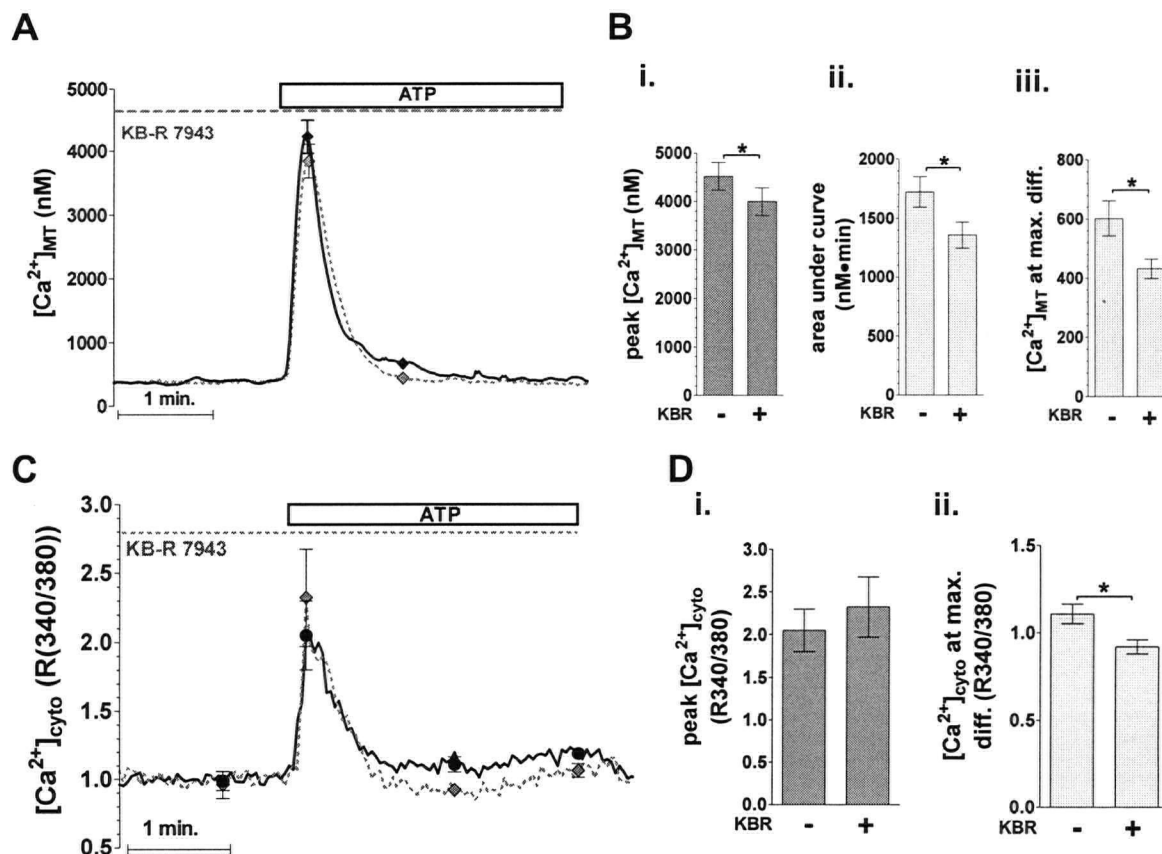 A
ATP
KB-R 7943
[Ca2+]MT (nM)
5000
4000
3000
2000
1000
0
1 min.
B
i.
peak [Ca2+]MT (nM)
5000
4000
3000
2000
1000
0
*
KBR - +
ii.
area under curve
(nM•min)
2000
1500
1000
500
0
*
KBR - +
iii.
[Ca2+]MT at max. diff.
800
600
400
200
0
*
KBR - +
C
ATP
KB-R 7943
[Ca2+]cyto (R(340/380))
3.0
2.5
2.0
1.5
1.0
0.5
1 min.
D
i.
peak [Ca2+]cyto
(R340/380)
3.0
2.5
2.0
1.5
1.0
0.5
0.0
KBR - +
ii.
[Ca2+]cyto at max.
diff. (R340/380)
1.5
1.0
0.5
0.0
*
KBR - +